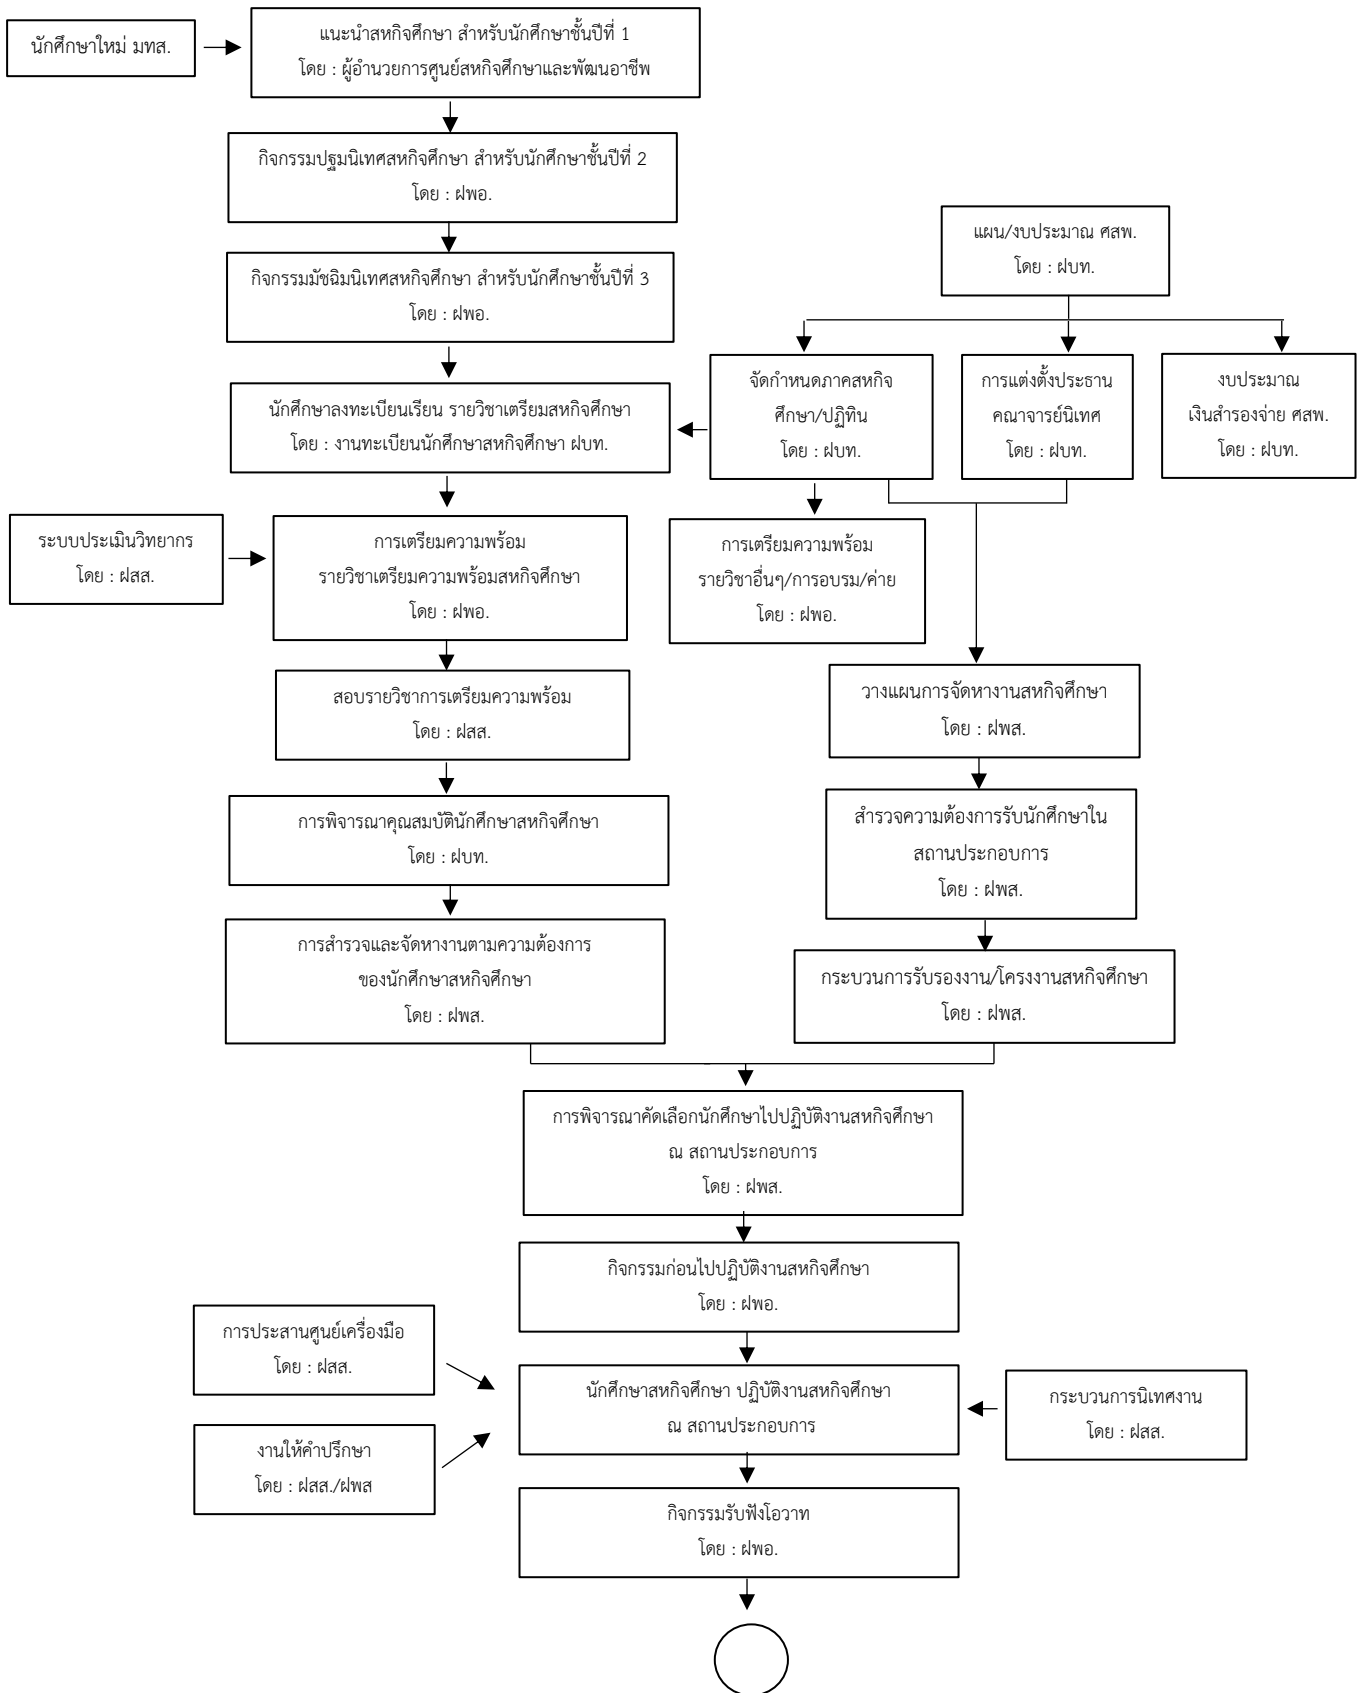 นักศึกษาใหม่ มทส.
แนะนำสหกิจศึกษา สำหรับนักศึกษาชั้นปีที่ 1
โดย : ผู้อำนวยการศูนย์สหกิจศึกษาและพัฒนอาชีพ
กิจกรรมปฐมนิเทศสหกิจศึกษา สำหรับนักศึกษาชั้นปีที่ 2
โดย : ฝพอ.
กิจกรรมมัชฉิมนิเทศสหกิจศึกษา สำหรับนักศึกษาชั้นปีที่ 3
โดย : ฝพอ.
แผน/งบประมาณ ศสพ.
โดย : ฝบท.
นักศึกษาลงทะเบียนเรียน รายวิชาเตรียมสหกิจศึกษา
โดย : งานทะเบียนนักศึกษาสหกิจศึกษา ฝบท.
จัดกำหนดภาคสหกิจ
ศึกษา/ปฏิทิน
โดย : ฝบท.
การแต่งตั้งประธาน
คณาจารย์นิเทศ
โดย : ฝบท.
งบประมาณ
เงินสำรองจ่าย ศสพ.
โดย : ฝบท.
ระบบประเมินวิทยากร
โดย : ฝสส.
การเตรียมความพร้อม
รายวิชาเตรียมความพร้อมสหกิจศึกษา
โดย : ฝพอ.
การเตรียมความพร้อม
รายวิชาอื่นๆ/การอบรม/ค่าย
โดย : ฝพอ.
สอบรายวิชาการเตรียมความพร้อม
โดย : ฝสส.
วางแผนการจัดหางานสหกิจศึกษา
โดย : ฝพส.
การพิจารณาคุณสมบัตินักศึกษาสหกิจศึกษา
โดย : ฝบท.
สำรวจความต้องการรับนักศึกษาใน
สถานประกอบการ
โดย : ฝพส.
การสำรวจและจัดหางานตามความต้องการ
ของนักศึกษาสหกิจศึกษา
โดย : ฝพส.
กระบวนการรับรองงาน/โครงงานสหกิจศึกษา
โดย : ฝพส.
การพิจารณาคัดเลือกนักศึกษาไปปฏิบัติงานสหกิจศึกษา
ณ สถานประกอบการ
โดย : ฝพส.
กิจกรรมก่อนไปปฏิบัติงานสหกิจศึกษา
โดย : ฝพอ.
การประสานศูนย์เครื่องมือ
โดย : ฝสส.
นักศึกษาสหกิจศึกษา ปฏิบัติงานสหกิจศึกษา
ณ สถานประกอบการ
กระบวนการนิเทศงาน
โดย : ฝสส.
งานให้คำปรึกษา
โดย : ฝสส./ฝพส
กิจกรรมรับฟังโอวาท
โดย : ฝพอ.